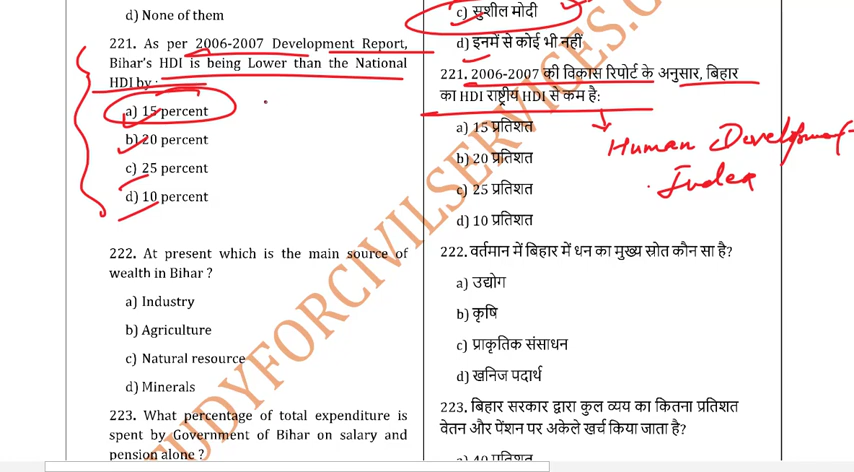 d) None of them
221. As per 2006-2007 Development Report,
Bihar's HDI is being Lower than the National
HDI by :
a) 15 percent
b) 20 percent
c) 25 percent
d) 10 percent
222. At present which is the main source of
wealth in Bihar ?
a) Industry
b) Agriculture
c) Natural resource
d) Minerals
223. What percentage of total expenditure is
spent by Government of Bihar on salary and
pension alone ?
c) सुशील मोदी
d) इनमें से कोई भी नहीं
221. 2006-2007 की विकास रिपोर्ट के अनुसार, बिहार
का HDI राष्ट्रीय HDI से कम है:
a) 15 प्रतिशत
b) 20 प्रतिशत
c) 25 प्रतिशत
d) 10 प्रतिशत
Human Development
Index
222. वर्तमान में बिहार में धन का मुख्य स्रोत कौन सा है?
a) उद्योग
b) कृषि
c) प्राकृतिक संसाधन
d) खनिज पदार्थ
223. बिहार सरकार द्वारा कुल व्यय का कितना प्रतिशत
वेतन और पेंशन पर अकेले खर्च किया जाता है?
a) 40 प्रतिशत
STUDYFORCIVILSERVICES.C